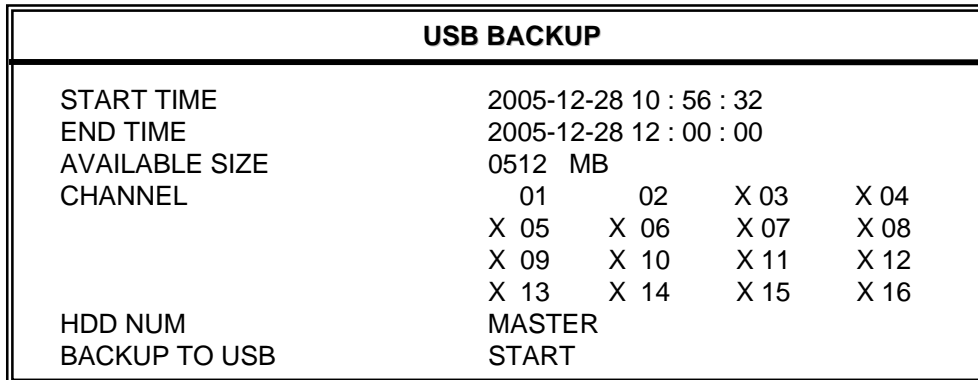 USB BACKUP
START TIME 2005-12-28 10 : 56 : 32
END TIME 2005-12-28 12 : 00 : 00
AVAILABLE SIZE 0512 MB
CHANNEL 01 02 X 03 X 04
X 05 X 06 X 07 X 08
X 09 X 10 X 11 X 12
X 13 X 14 X 15 X 16
HDD NUM MASTER
BACKUP TO USB START